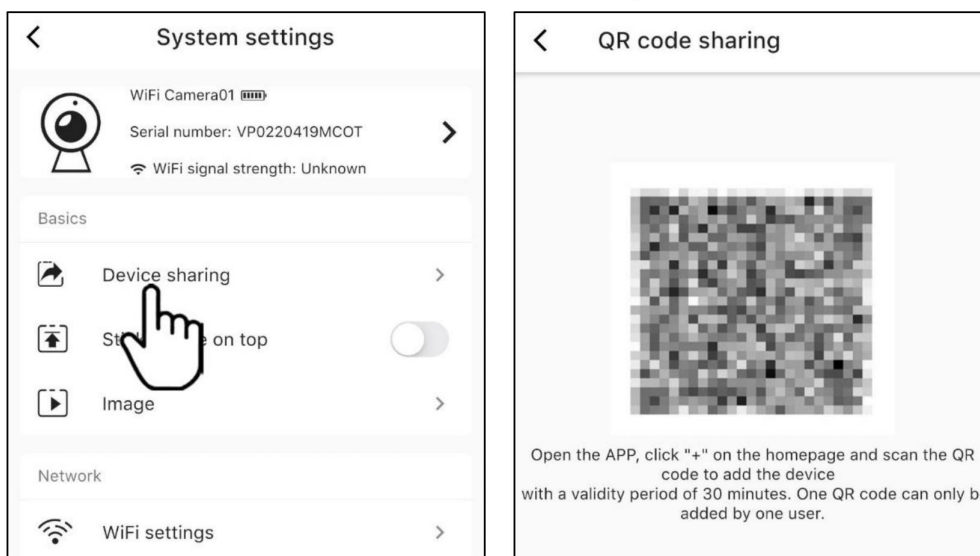 System settings
WiFi Camera01
Serial number: VP0220419MCOT
WiFi signal strength: Unknown
Basics
Device sharing
on top
Image
Network
WiFi settings
QR code sharing
Open the APP, click "+" on the homepage and scan the QR
code to add the device
with a validity period of 30 minutes. One QR code can only b
added by one user.